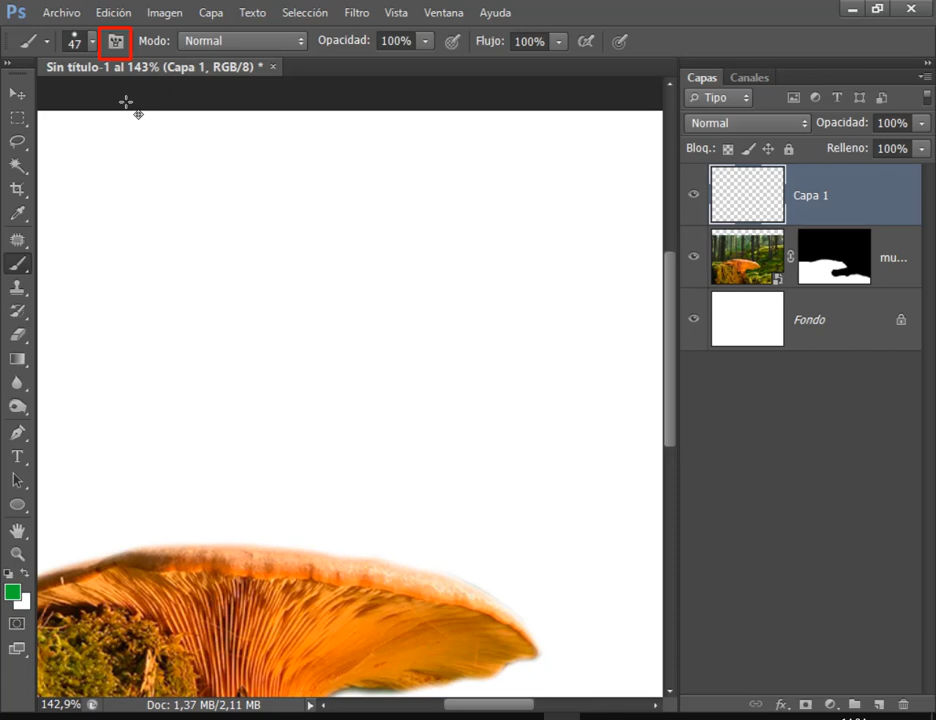 Ps Archivo Edición Imagen Capa Texto Selección Filtro Vista Ventana Ayuda
47 Modo: Normal Opacidad: 100% Flujo: 100%
Sin título-1 al 143% (Capa 1, RGB/8) * ×
Capas Canales
Tipo
Normal Opacidad: 100%
Bloq.: Relleno: 100%
Capa 1
mu...
Fondo
142,9% Doc: 1,37 MB/2,11 MB